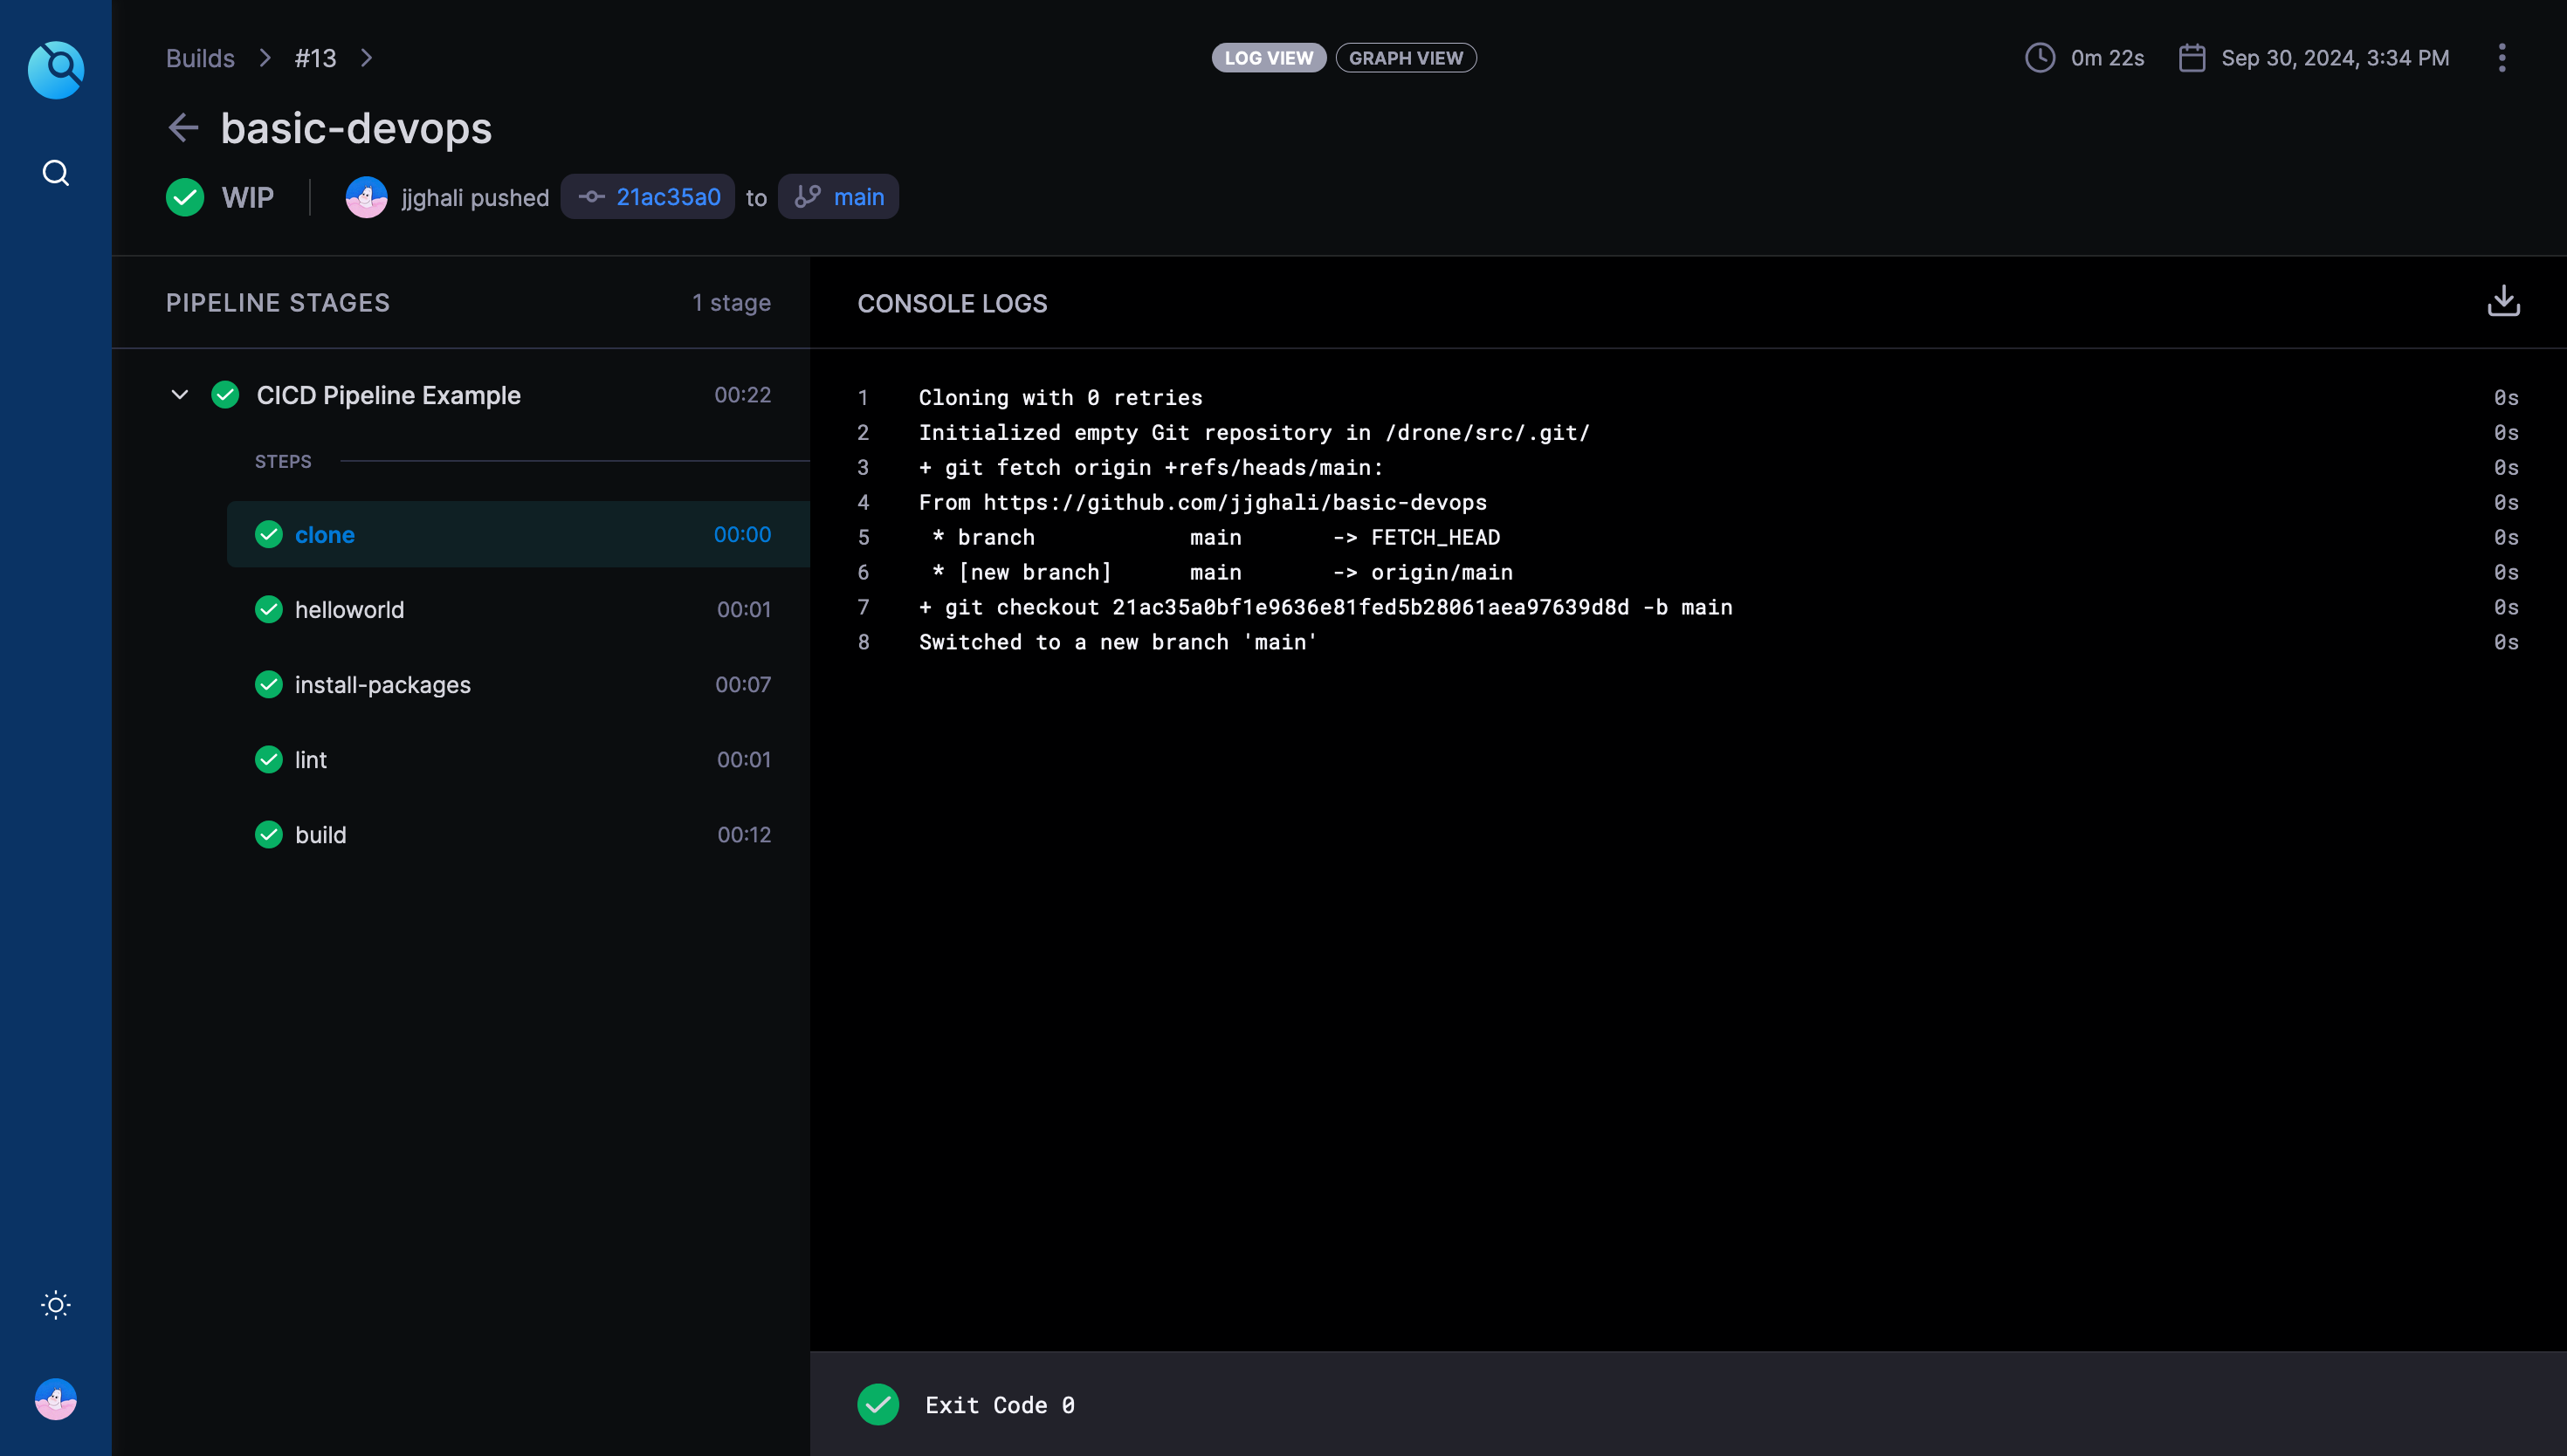 Builds > #13 >
LOG VIEW GRAPH VIEW
0m 22s Sep 30, 2024, 3:34 PM
basic-devops
WIP jjghali pushed 21ac35a0 to main
PIPELINE STAGES 1 stage
CICD Pipeline Example 00:22
STEPS
clone 00:00
helloworld 00:01
install-packages 00:07
lint 00:01
build 00:12
CONSOLE LOGS
1 Cloning with 0 retries 0s
2 Initialized empty Git repository in /drone/src/.git/ 0s
3 + git fetch origin +refs/heads/main: 0s
4 From https://github.com/jjghali/basic-devops 0s
5 * branch main -> FETCH_HEAD 0s
6 * [new branch] main -> origin/main 0s
7 + git checkout 21ac35a0bf1e9636e81fed5b28061aea97639d8d -b main 0s
8 Switched to a new branch 'main' 0s
Exit Code 0